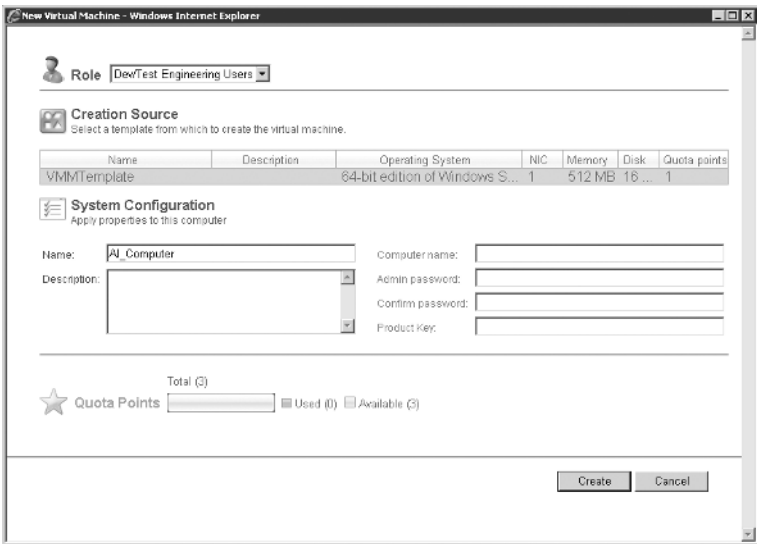 New Virtual Machine - Windows Internet Explorer
Role Dev/Test Engineering Users
Creation Source
Select a template from which to create the virtual machine.
Name Description Operating System NIC Memory Disk Quota points
VMMTemplate 64-bit edition of Windows S... 1 512 MB 16 ... 1
System Configuration
Apply properties to this computer
Name: Al_Computer Computer name:
Description: Admin password:
Confirm password:
Product Key:
Total (3)
Quota Points Used (0) Available (3)
Create Cancel